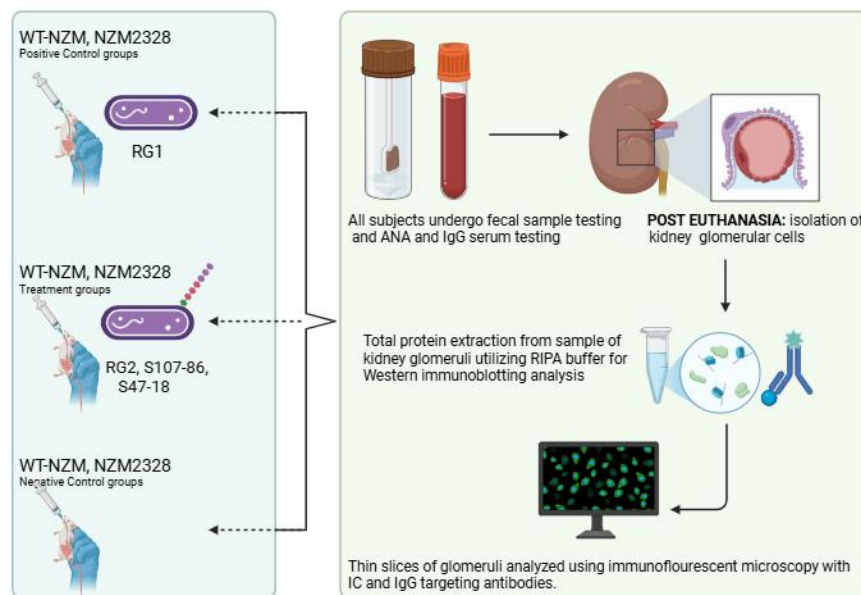 WT-NZM, NZM2328
Positive Control groups
RG1
WT-NZM, NZM2328
Treatment groups
RG2, S107-86,
S47-18
WT-NZM, NZM2328
Negative Control groups
All subjects undergo fecal sample testing
and ANA and IgG serum testing
POST EUTHANASIA: isolation of
kidney glomerular cells
Total protein extraction from sample of
kidney glomeruli utilizing RIPA buffer for
Western immunoblotting analysis
Thin slices of glomeruli analyzed using immunoflourescent microscopy with
IC and IgG targeting antibodies.